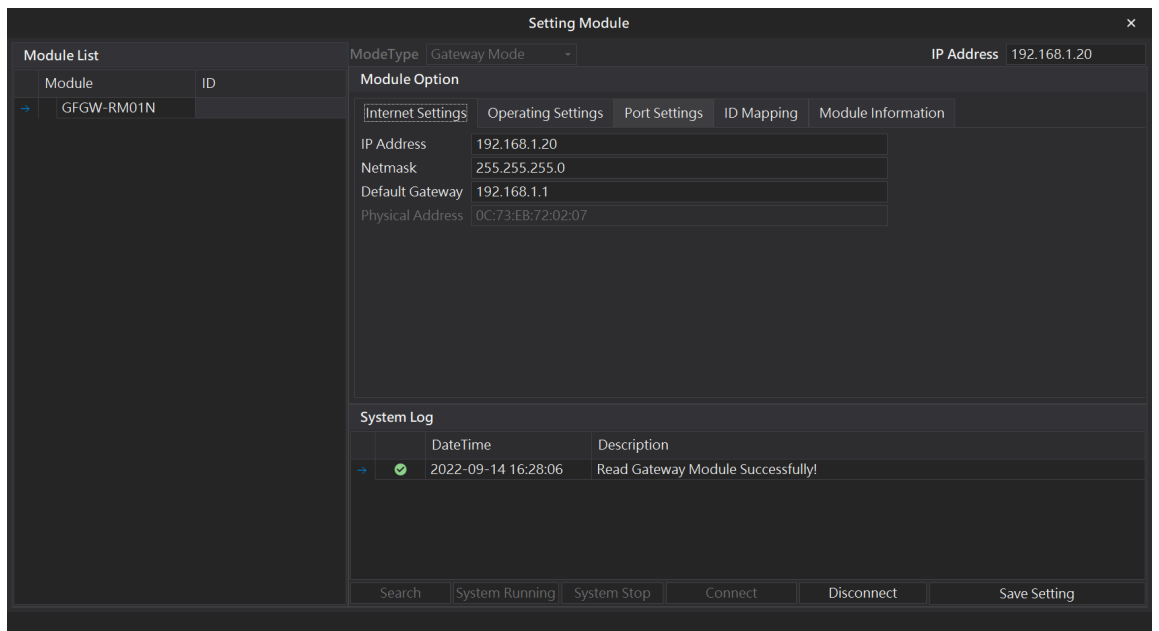 Setting Module ×
Module List
Module ID
GFGW-RM01N
ModeType Gateway Mode IP Address 192.168.1.20
Module Option
Internet Settings Operating Settings Port Settings ID Mapping Module Information
IP Address 192.168.1.20
Netmask 255.255.255.0
Default Gateway 192.168.1.1
Physical Address 0C:73:EB:72:02:07
System Log
DateTime Description
2022-09-14 16:28:06 Read Gateway Module Successfully!
Search System Running System Stop Connect Disconnect Save Setting